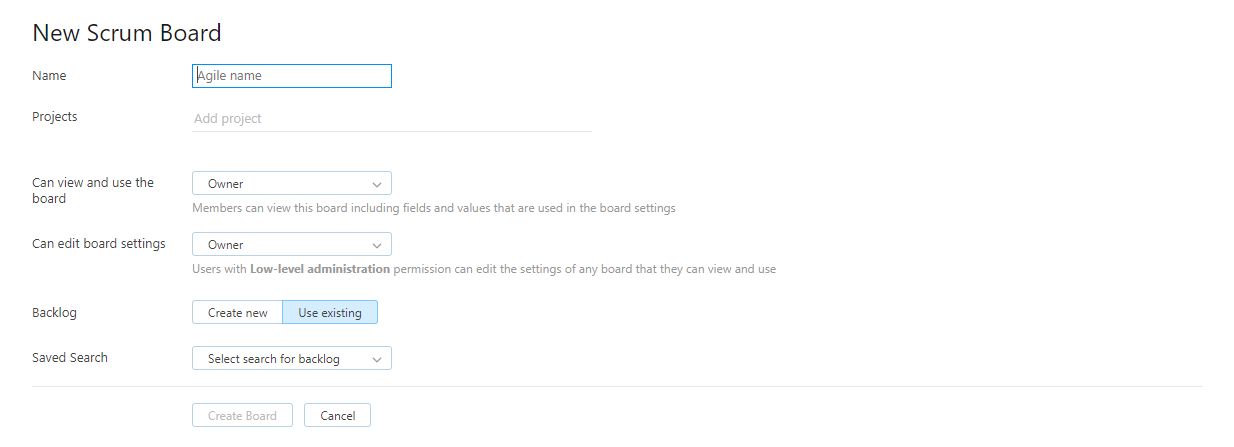 New Scrum Board
Name
Agile name
Projects
Add project
Can view and use the
board
Owner
Members can view this board including fields and values that are used in the board settings
Can edit board settings
Owner
Users with Low-level administration permission can edit the settings of any board that they can view and use
Backlog
Create new
Use existing
Saved Search
Select search for backlog
Create Board
Cancel